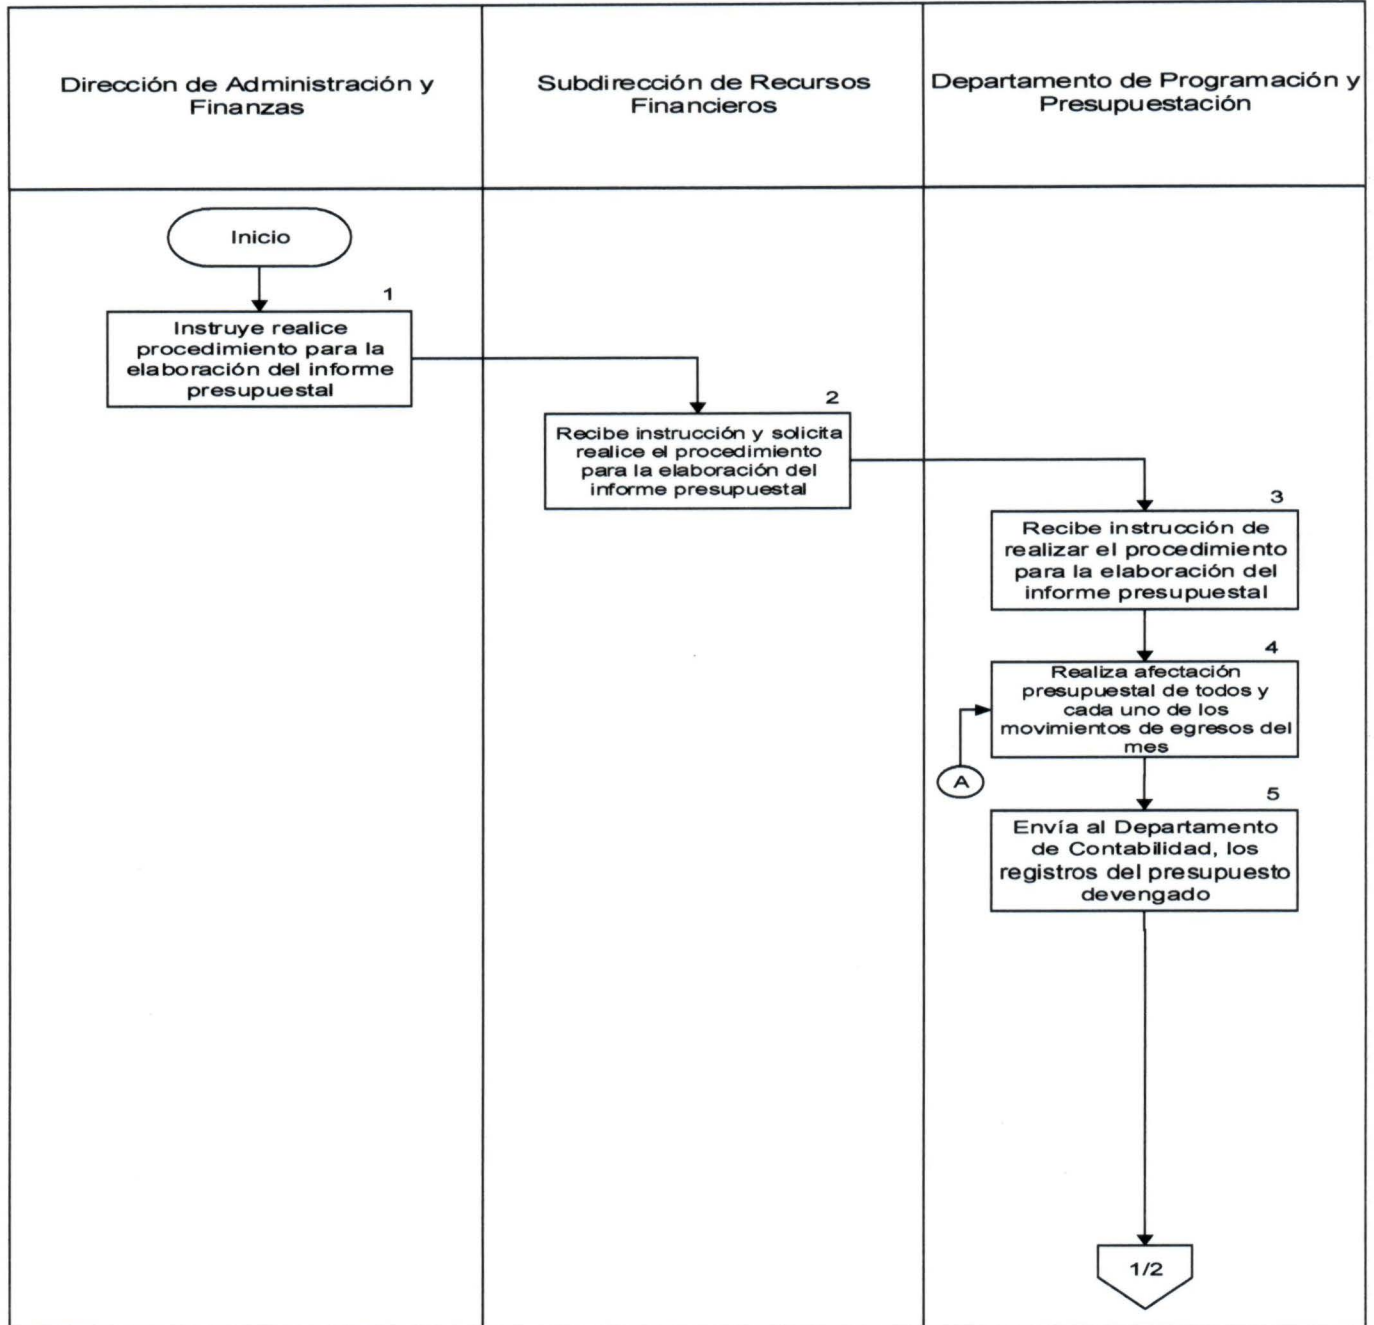 Dirección de Administración y
Finanzas
Subdirección de Recursos
Financieros
Departamento de Programación y
Presupuestación
Inicio
1
Instruye realice
procedimiento para la
elaboración del informe
presupuestal
2
Recibe instrucción y solicita
realice el procedimiento
para la elaboración del
informe presupuestal
3
Recibe instrucción de
realizar el procedimiento
para la elaboración del
informe presupuestal
4
Realiza afectación
presupuestal de todos y
cada uno de los
movimientos de egresos del
mes
A
5
Envía al Departamento
de Contabilidad, los
registros del presupuesto
devengado
1/2